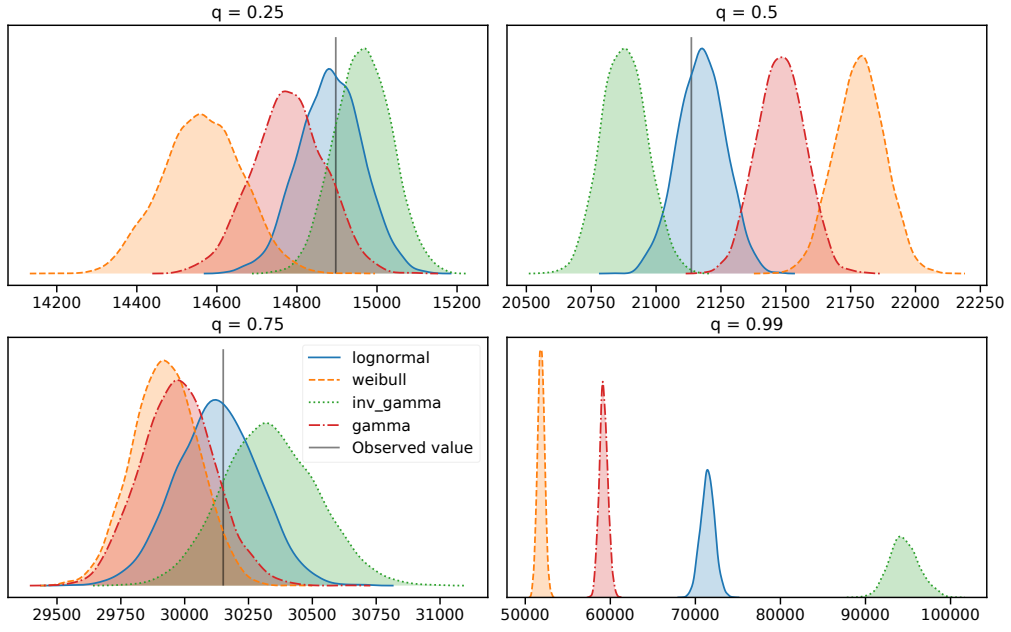 q = 0.25
14200 14400 14600 14800 15000 15200
q = 0.5
20500 20750 21000 21250 21500 21750 22000 22250
q = 0.75
lognormal
weibull
inv_gamma
gamma
Observed value
29500 29750 30000 30250 30500 30750 31000
q = 0.99
50000 60000 70000 80000 90000 100000